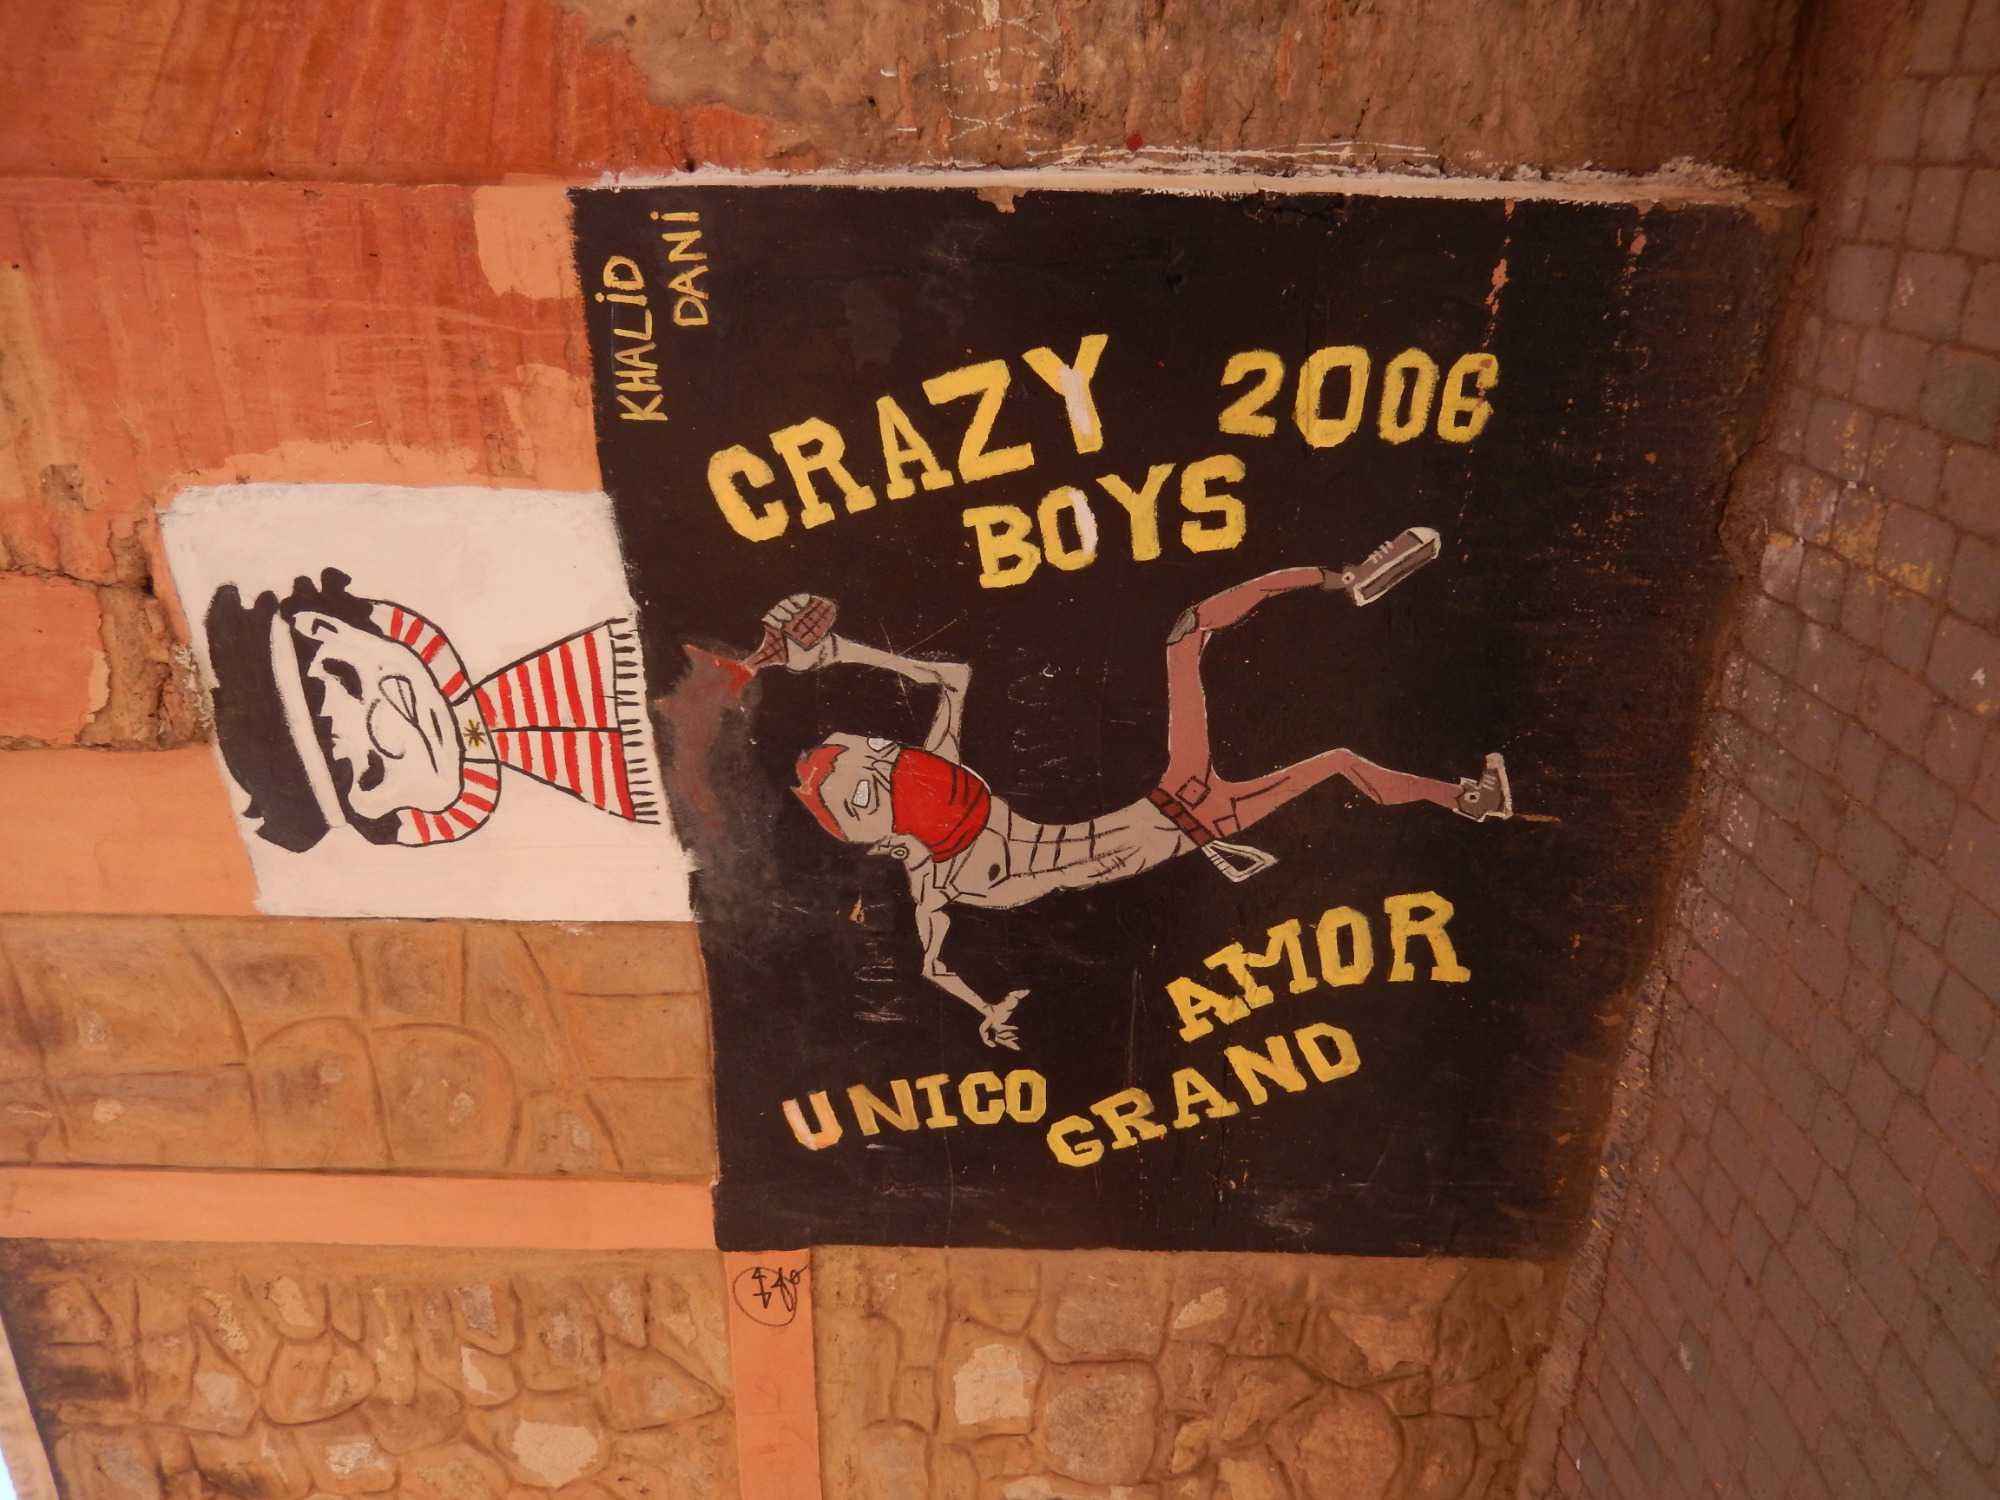 KHALiD
DANi
CRAZY 2006
BOYS
AMOR
UNICO
GRAND